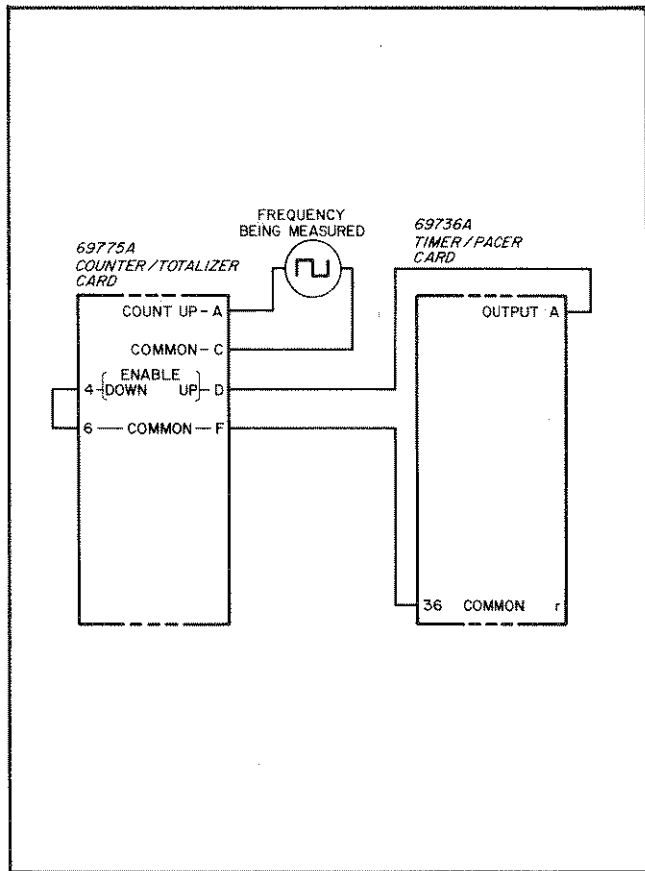 FREQUENCY
BEING MEASURED
69775A
COUNTER/TOTALIZER
CARD
69736A
TIMER/PACER
CARD
COUNT UP-A
OUTPUT A
COMMON-C
ENABLE
4 DOWN UP D
6 — COMMON — F
36 COMMON r